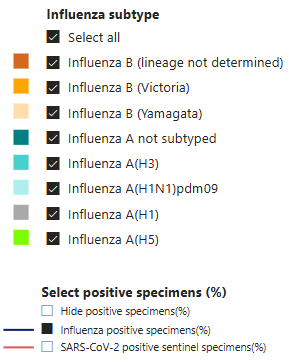 Influenza subtype
Select all
Influenza B (lineage not determined)
Influenza B (Victoria)
Influenza B (Yamagata)
Influenza A not subtyped
Influenza A(H3)
Influenza A(H1N1)pdm09
Influenza A(H1)
Influenza A(H5)
Select positive specimens (%)
Hide positive specimens(%)
Influenza positive specimens(%)
SARS-CoV-2 positive sentinel specimens(%)